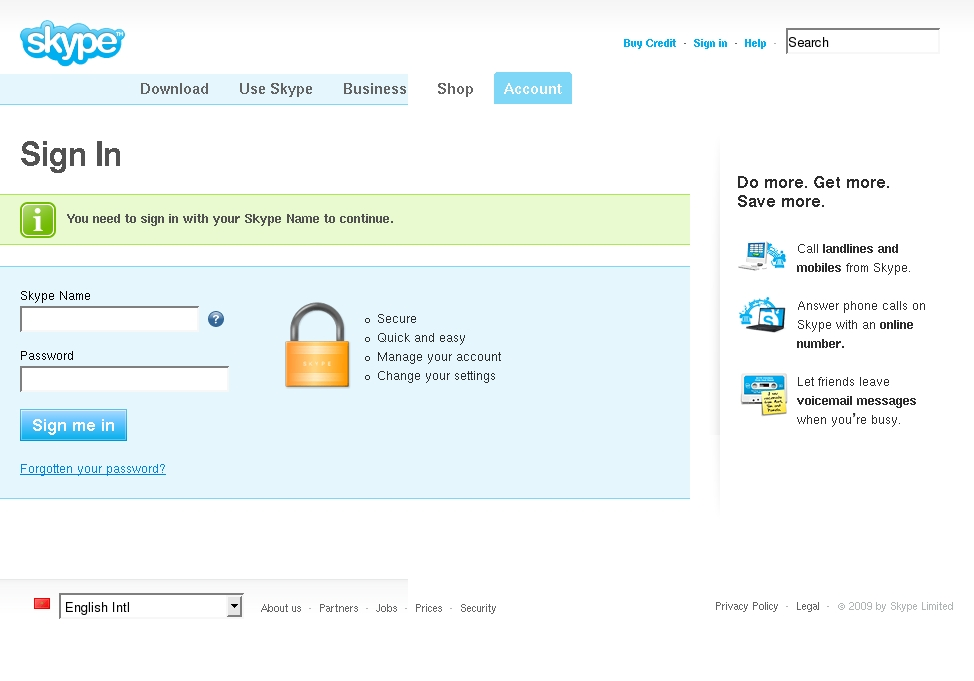 skype™
Buy Credit · Sign in · Help ·
Search
Download Use Skype Business Shop Account
Sign In
You need to sign in with your Skype Name to continue.
Skype Name
?
Password
Sign me in
Forgotten your password?
SKYPE
Secure
Quick and easy
Manage your account
Change your settings
Do more. Get more.
Save more.
Call landlines and
mobiles from Skype.
Answer phone calls on
Skype with an online
number.
Let friends leave
voicemail messages
when you're busy.
English Intl
About us · Partners · Jobs · Prices · Security
Privacy Policy · Legal · © 2009 by Skype Limited